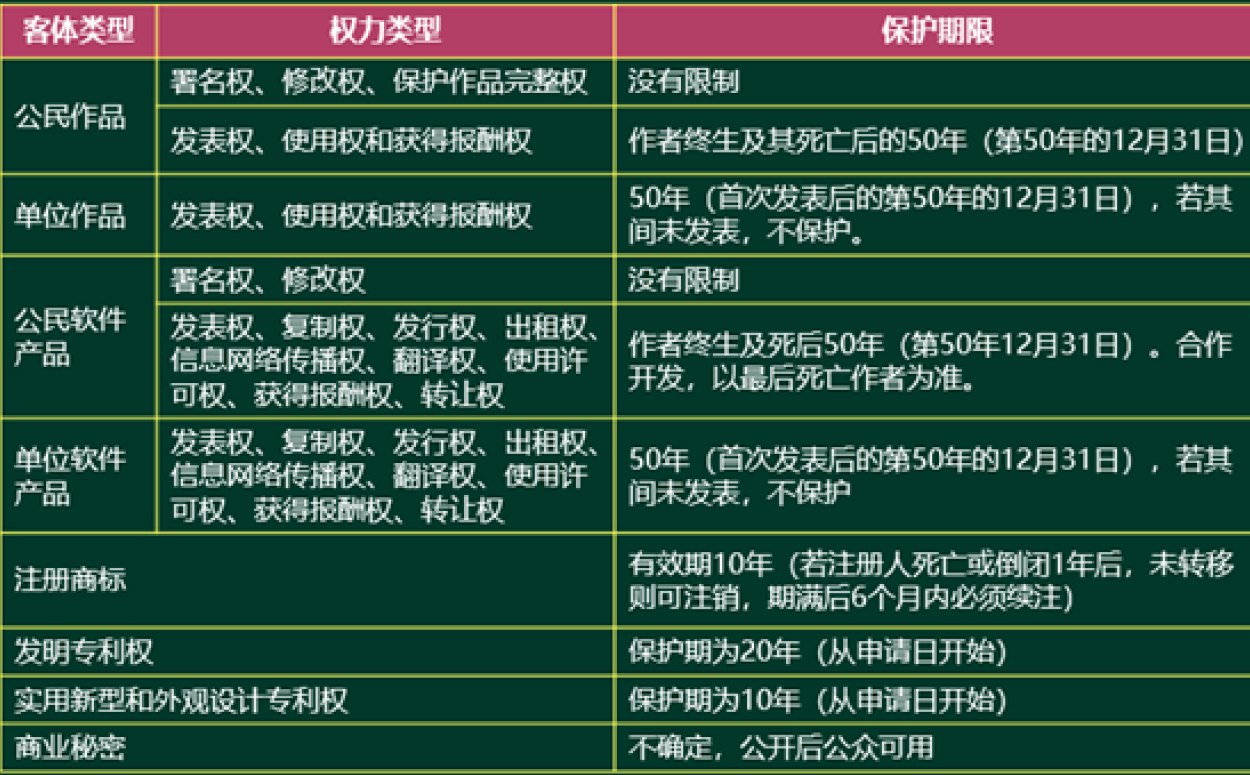 客体类型
权力类型
保护期限
公民作品
署名权、修改权、保护作品完整权
没有限制
发表权、使用权和获得报酬权
作者终生及其死亡后的50年（第50年的12月31日）
单位作品
发表权、使用权和获得报酬权
50年（首次发表后的第50年的12月31日），若其
间未发表，不保护。
公民软件
产品
署名权、修改权
没有限制
发表权、复制权、发行权、出租权、
信息网络传播权、翻译权、使用许
可权、获得报酬权、转让权
作者终生及死后50年（第50年12月31日）。合作
开发，以最后死亡作者为准。
单位软件
产品
发表权、复制权、发行权、出租权、
信息网络传播权、翻译权、使用许
可权、获得报酬权、转让权
50年（首次发表后的第50年的12月31日），若其
间未发表，不保护
注册商标
有效期10年（若注册人死亡或倒闭1年后，未转移
则可注销，期满后6个月内必须续注）
发明专利权
保护期为20年（从申请日开始）
实用新型和外观设计专利权
保护期为10年（从申请日开始）
商业秘密
不确定，公开后公众可用